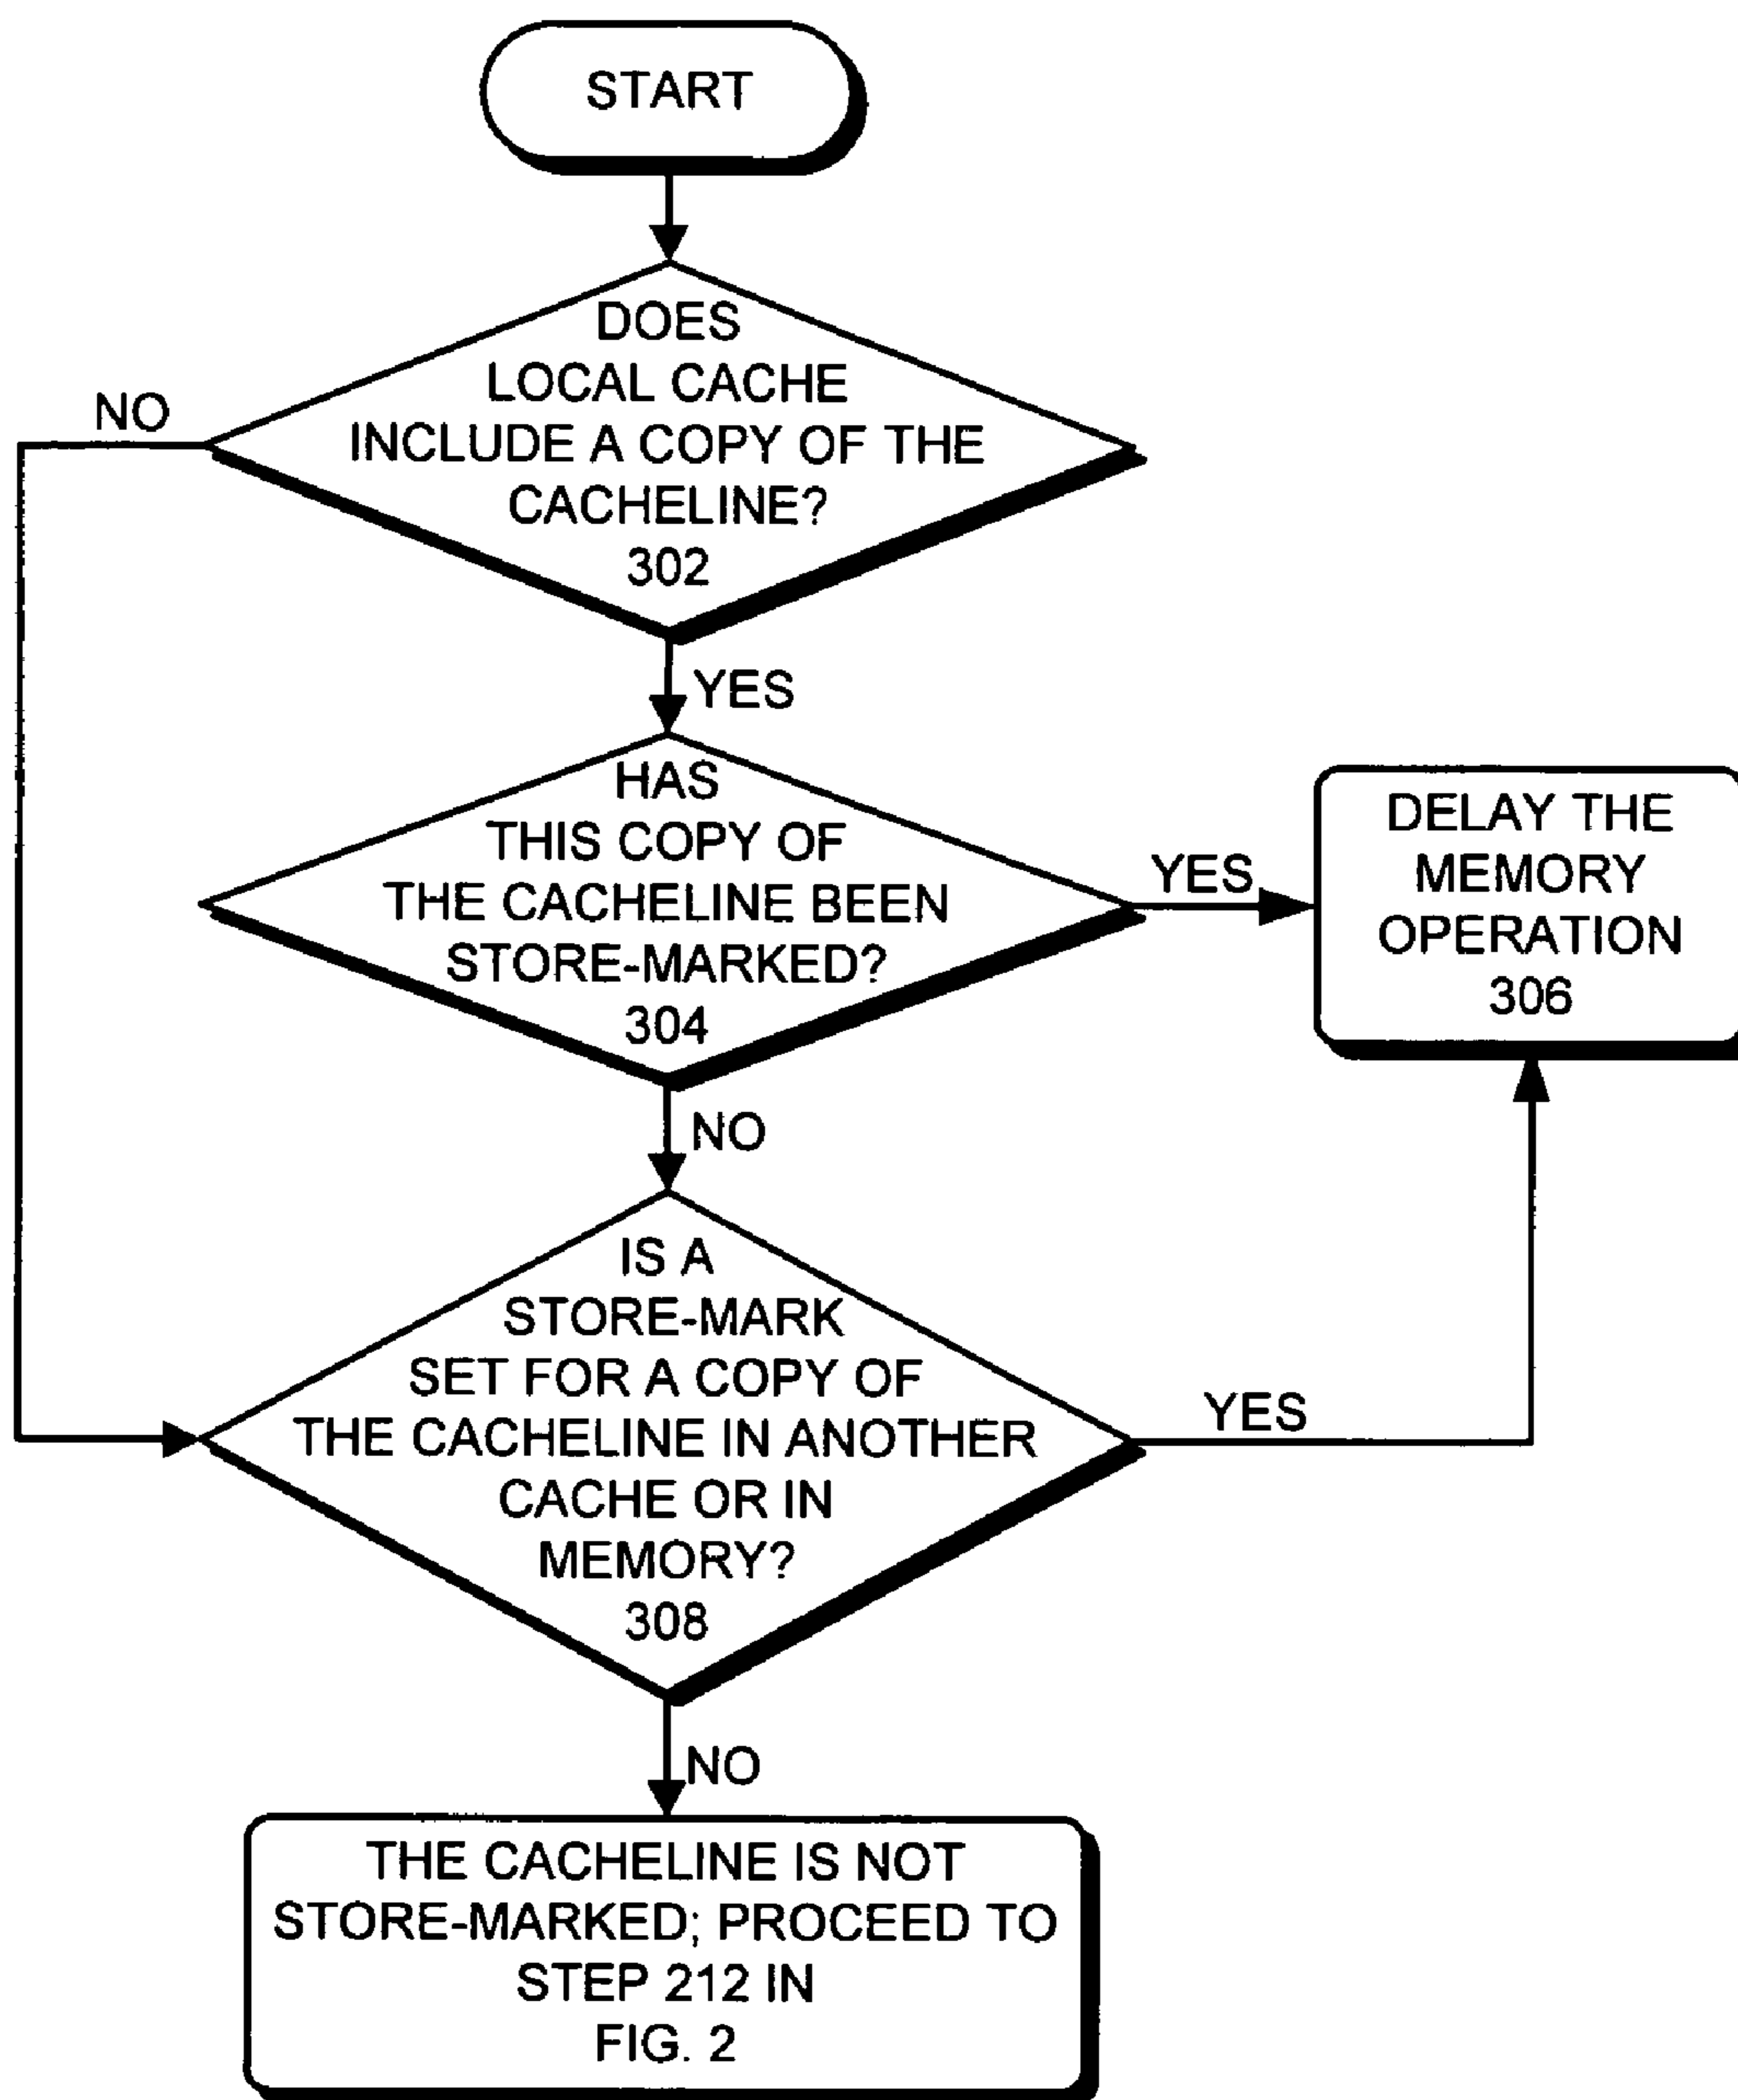 START
DOES
LOCAL CACHE
INCLUDE A COPY OF THE
CACHELINE?
302
NO
YES
HAS
THIS COPY OF
THE CACHELINE BEEN
STORE-MARKED?
304
YES
DELAY THE
MEMORY
OPERATION
306
NO
IS A
STORE-MARK
SET FOR A COPY OF
THE CACHELINE IN ANOTHER
CACHE OR IN
MEMORY?
308
YES
NO
THE CACHELINE IS NOT
STORE-MARKED; PROCEED TO
STEP 212 IN
FIG. 2